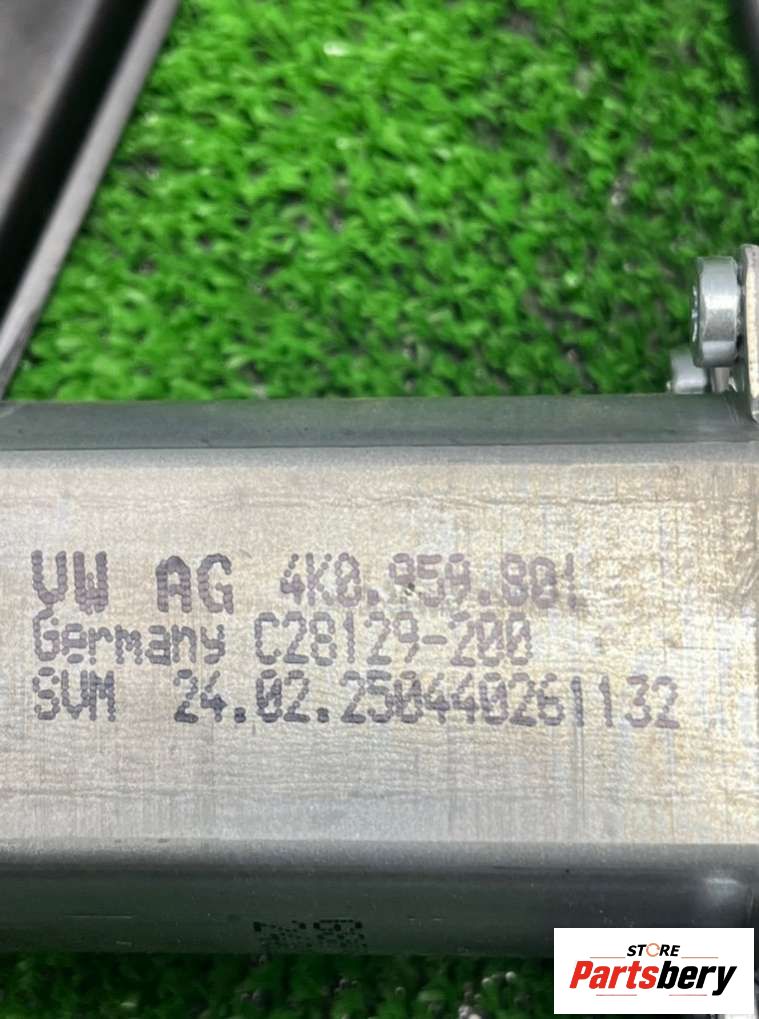 VW AG 4K0.959.801
Germany C28129-200
SVM 24.02.250440261132
STORE
Partsbery